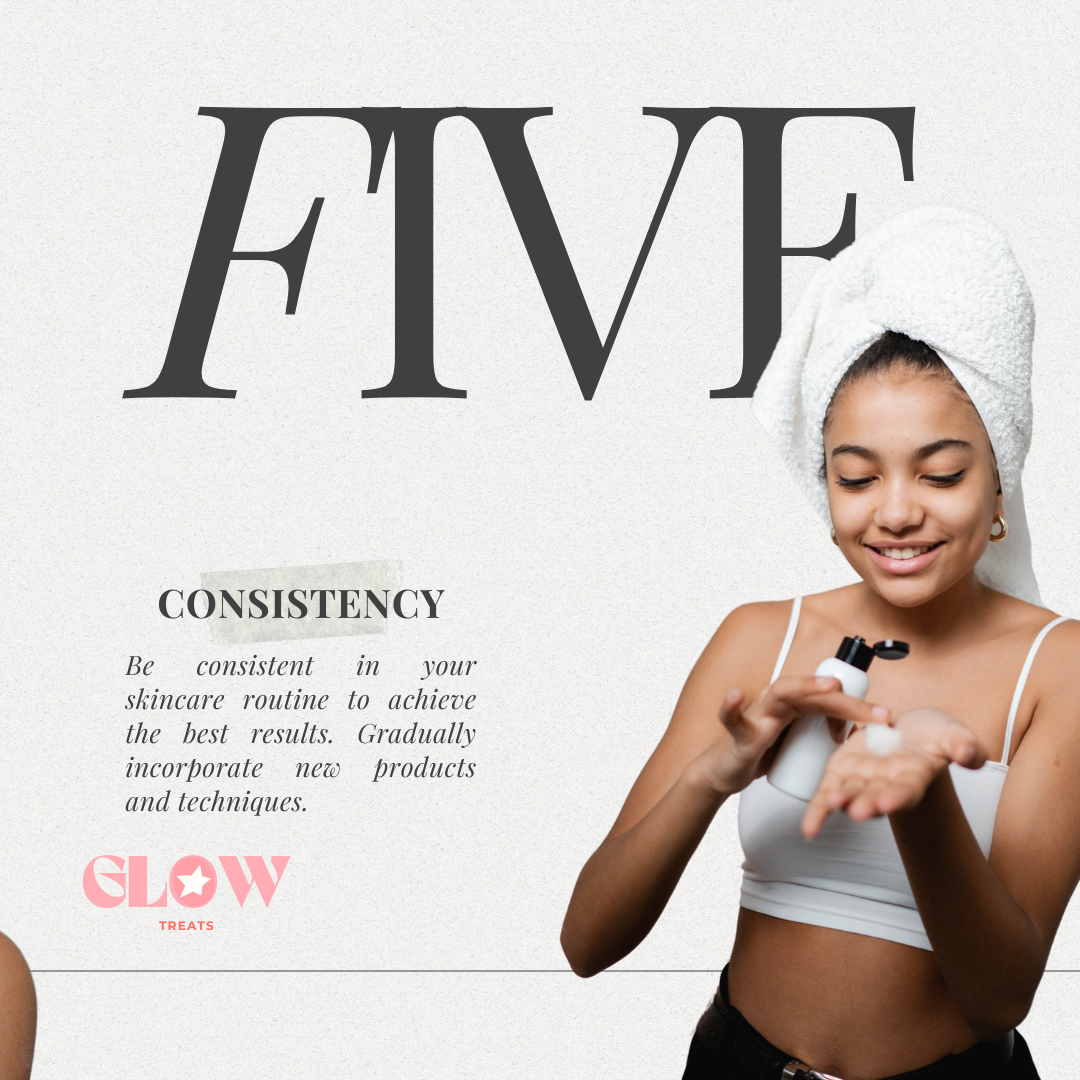 FIVE
CONSISTENCY
Be consistent in your
skincare routine to achieve
the best results. Gradually
incorporate new products
and techniques.
GLOW
TREATS